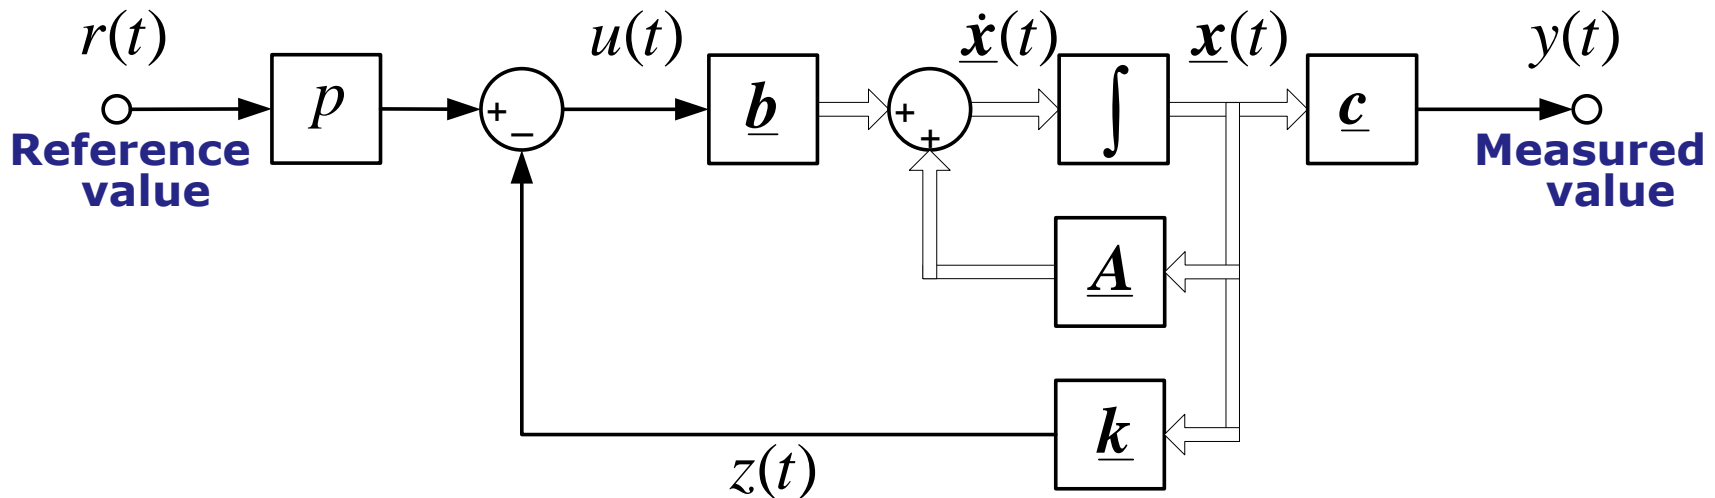 r(t)
u(t)
ẋ(t)
x(t)
y(t)
p
+
−
b
+
+
∫
c
Reference
value
Measured
value
A
k
z(t)